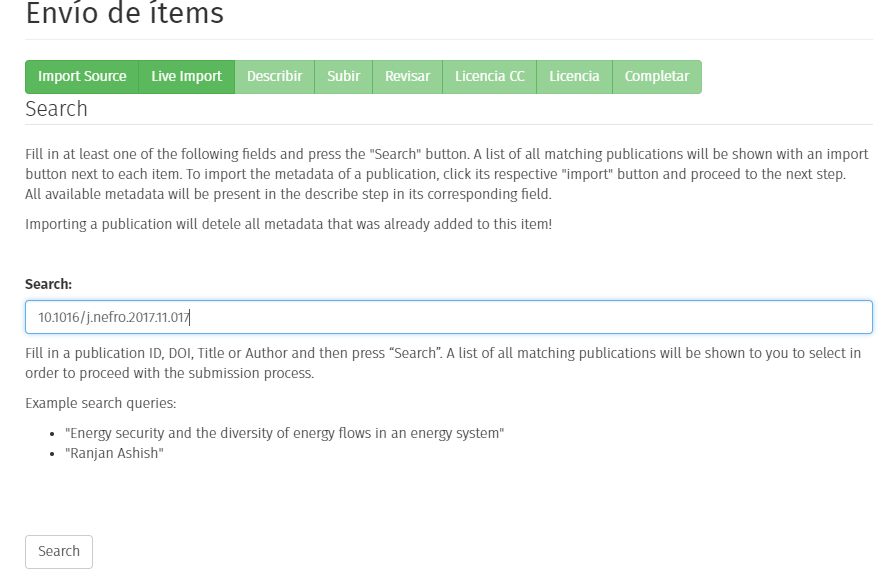 Envío de ítems
Import Source Live Import Describir Subir Revisar Licencia CC Licencia Completar
Search
Fill in at least one of the following fields and press the "Search" button. A list of all matching publications will be shown with an import
button next to each item. To import the metadata of a publication, click its respective "import" button and proceed to the next step.
All available metadata will be present in the describe step in its corresponding field.
Importing a publication will detele all metadata that was already added to this item!
Search:
10.1016/j.nefro.2017.11.017
Fill in a publication ID, DOI, Title or Author and then press “Search”. A list of all matching publications will be shown to you to select in
order to proceed with the submission process.
Example search queries:
• "Energy security and the diversity of energy flows in an energy system"
• "Ranjan Ashish"
Search